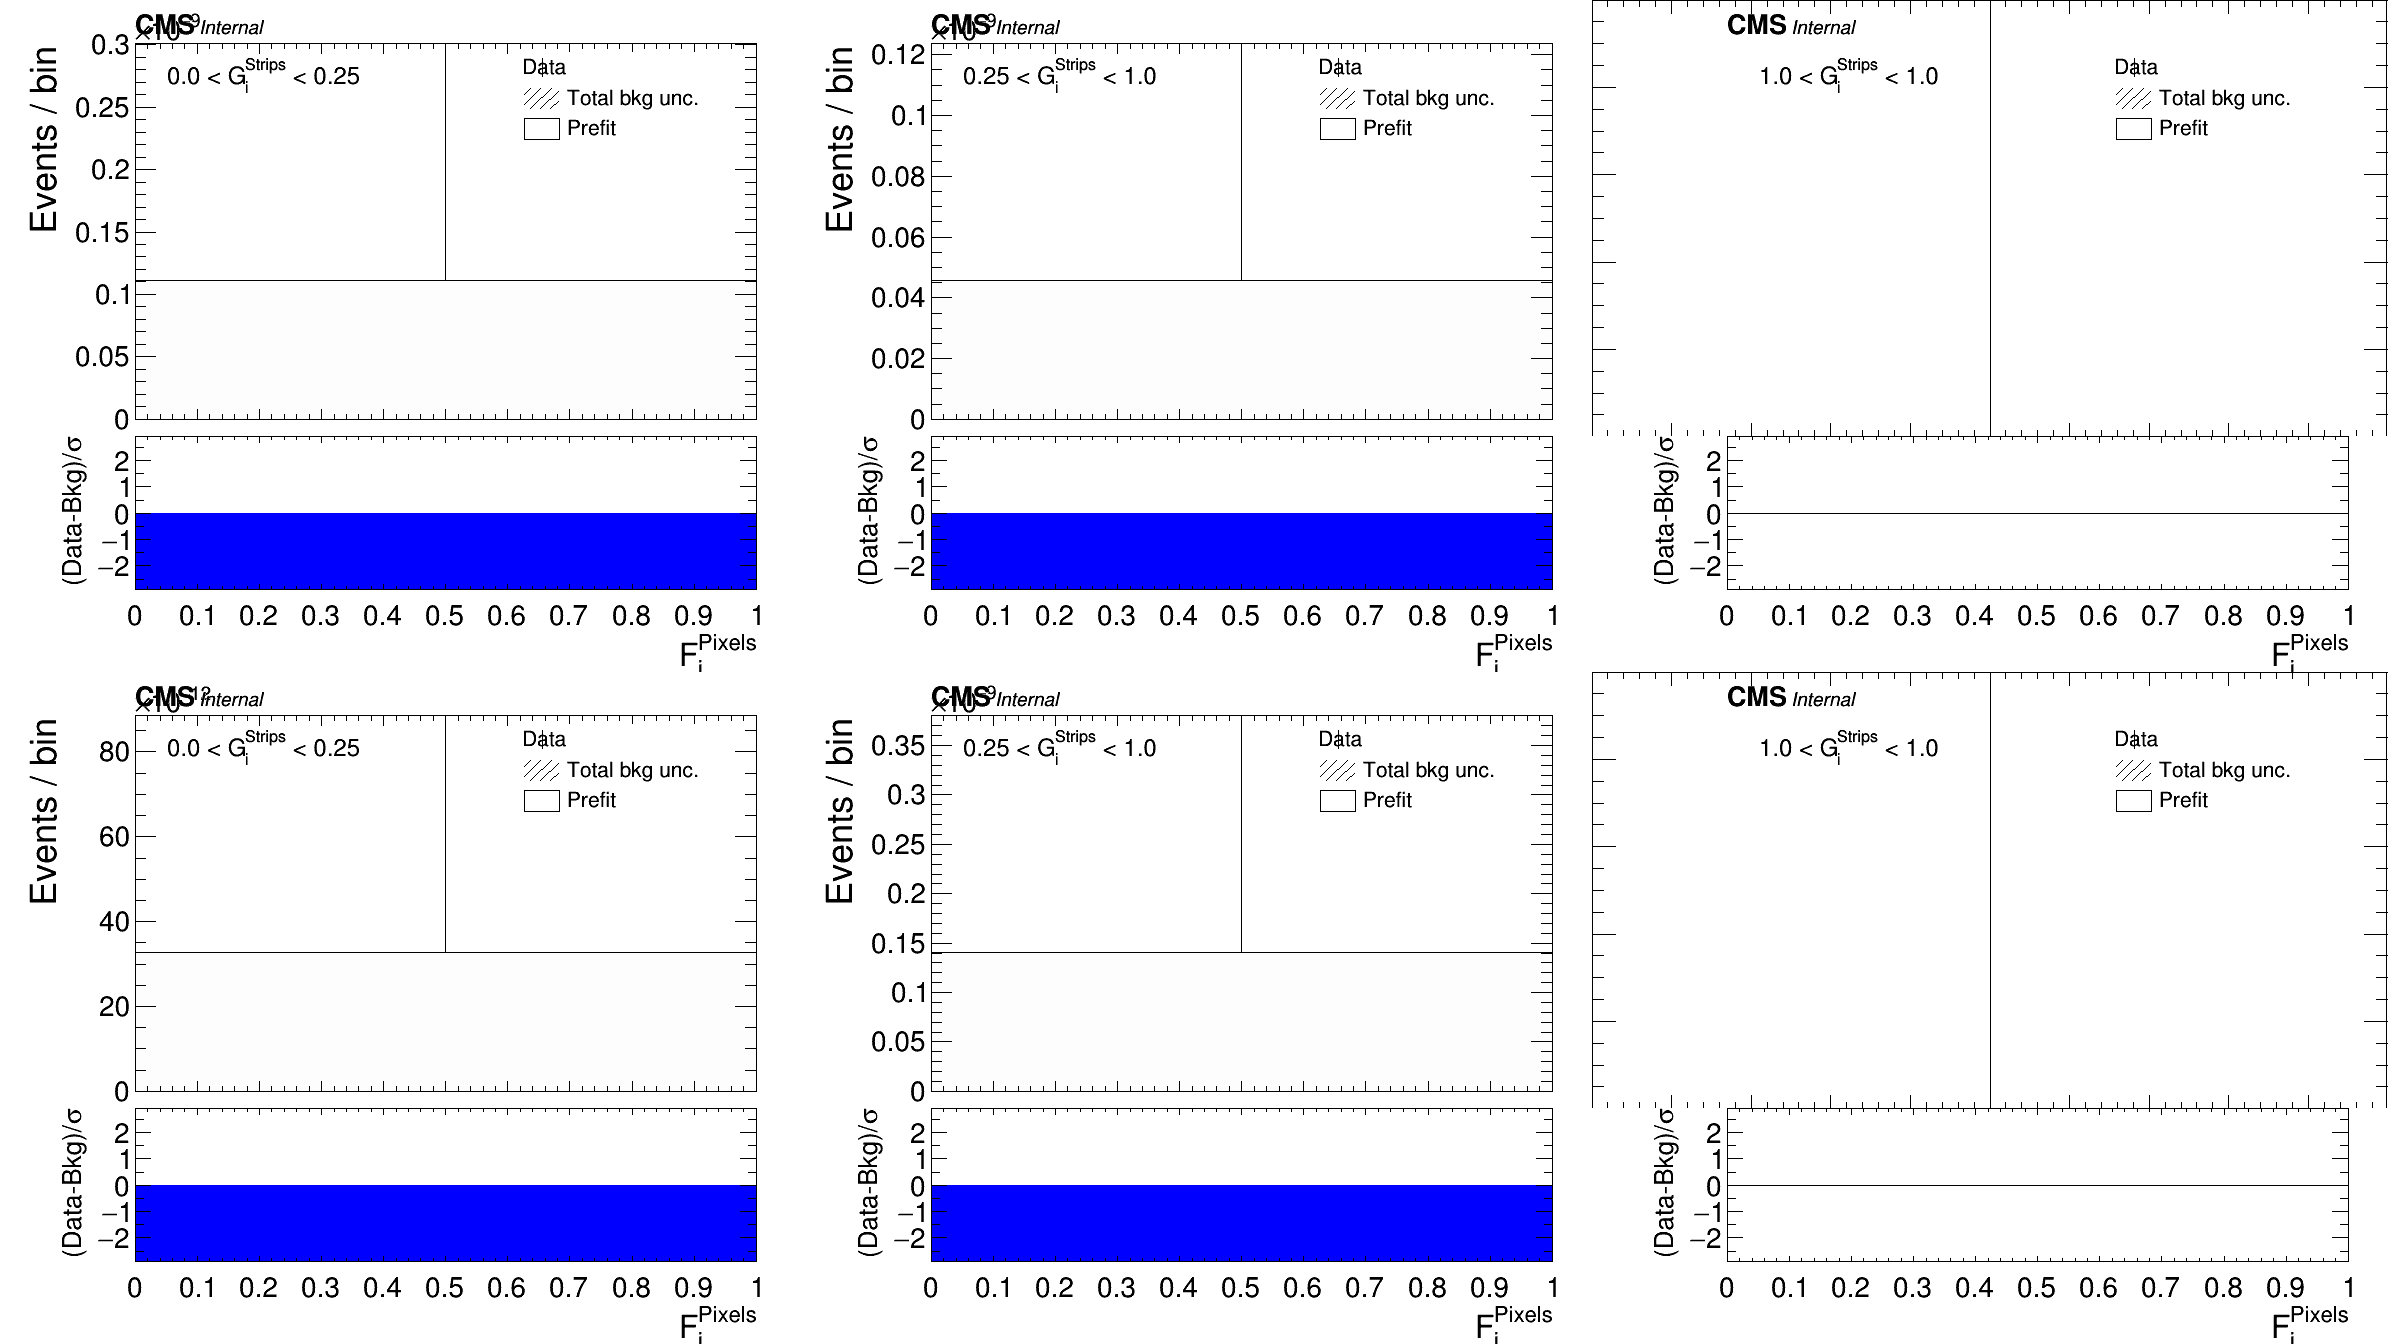 CMS Internal
0.3
0.25
0.2
0.15
0.1
0.05
0
Events / bin
0.0 < G_i^Strips < 0.25
Data
Total bkg unc.
Prefit
2
1
0
−1
−2
(Data-Bkg)/σ
0 0.1 0.2 0.3 0.4 0.5 0.6 0.7 0.8 0.9 1
F_i^Pixels
CMS Internal
0.12
0.1
0.08
0.06
0.04
0.02
0
Events / bin
0.25 < G_i^Strips < 1.0
Data
Total bkg unc.
Prefit
2
1
0
−1
−2
(Data-Bkg)/σ
0 0.1 0.2 0.3 0.4 0.5 0.6 0.7 0.8 0.9 1
F_i^Pixels
CMS Internal
1.0 < G_i^Strips < 1.0
Data
Total bkg unc.
Prefit
2
1
0
−1
−2
(Data-Bkg)/σ
0 0.1 0.2 0.3 0.4 0.5 0.6 0.7 0.8 0.9 1
F_i^Pixels
CMS Internal
80
60
40
20
0
Events / bin
0.0 < G_i^Strips < 0.25
Data
Total bkg unc.
Prefit
2
1
0
−1
−2
(Data-Bkg)/σ
0 0.1 0.2 0.3 0.4 0.5 0.6 0.7 0.8 0.9 1
F_i^Pixels
CMS Internal
0.35
0.3
0.25
0.2
0.15
0.1
0.05
0
Events / bin
0.25 < G_i^Strips < 1.0
Data
Total bkg unc.
Prefit
2
1
0
−1
−2
(Data-Bkg)/σ
0 0.1 0.2 0.3 0.4 0.5 0.6 0.7 0.8 0.9 1
F_i^Pixels
CMS Internal
1.0 < G_i^Strips < 1.0
Data
Total bkg unc.
Prefit
2
1
0
−1
−2
(Data-Bkg)/σ
0 0.1 0.2 0.3 0.4 0.5 0.6 0.7 0.8 0.9 1
F_i^Pixels